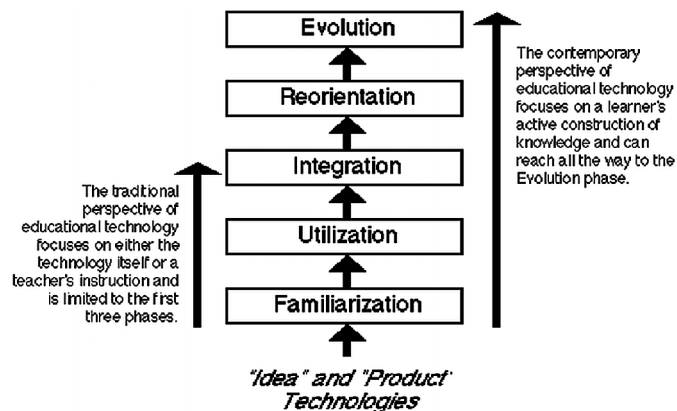 Evolution
Reorientation
Integration
Utilization
Familiarization
"Idea" and "Product"
Technologies
The traditional
perspective of
educational technology
focuses on either the
technology itself or a
teacher's instruction and
is limited to the first
three phases.
The contemporary
perspective of
educational technology
focuses on a learner's
active construction of
knowledge and can
reach all the way to the
Evolution phase.